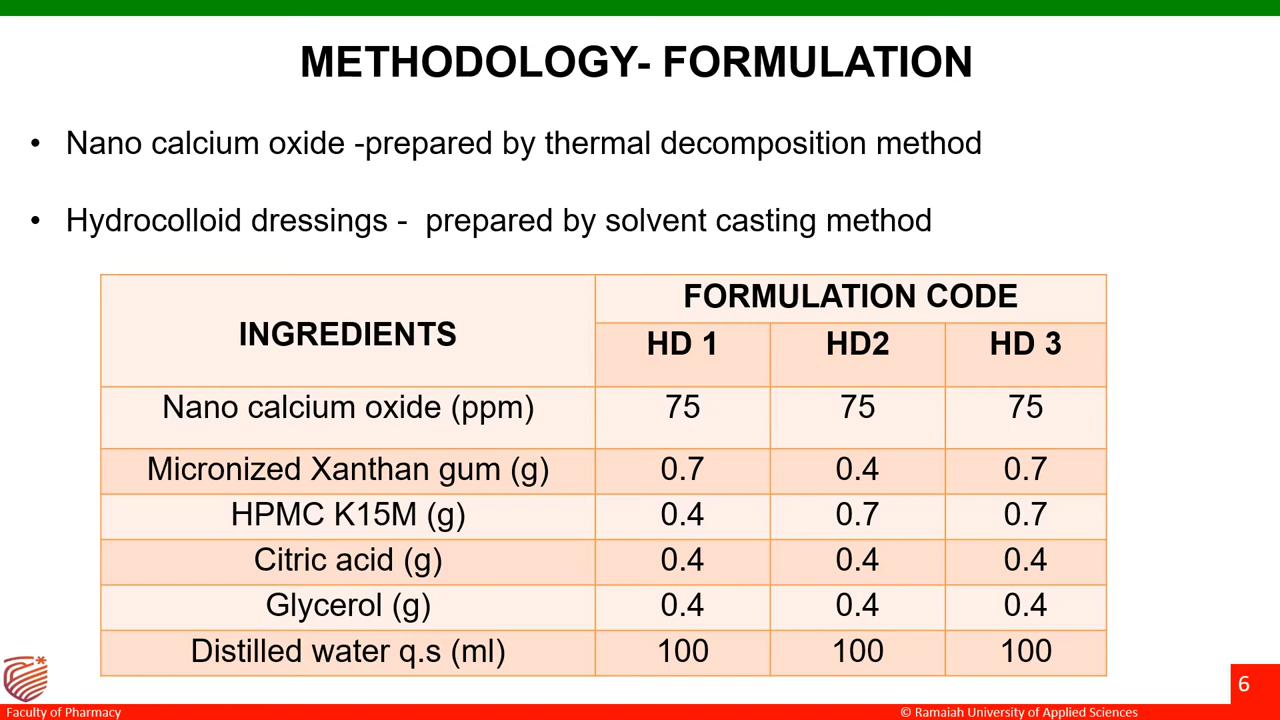 METHODOLOGY- FORMULATION
• Nano calcium oxide -prepared by thermal decomposition method
• Hydrocolloid dressings - prepared by solvent casting method
INGREDIENTS FORMULATION CODE
HD 1 HD2 HD 3
Nano calcium oxide (ppm) 75 75 75
Micronized Xanthan gum (g) 0.7 0.4 0.7
HPMC K15M (g) 0.4 0.7 0.7
Citric acid (g) 0.4 0.4 0.4
Glycerol (g) 0.4 0.4 0.4
Distilled water q.s (ml) 100 100 100
6
Faculty of Pharmacy © Ramaiah University of Applied Sciences